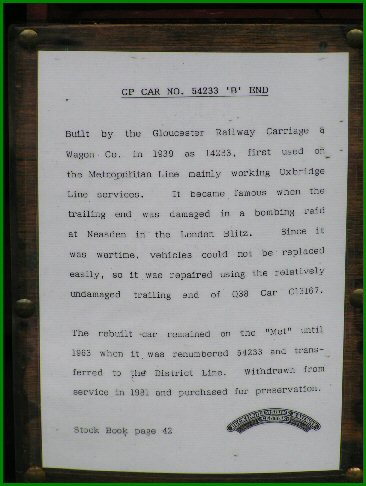 CP CAR NO. 54233 'B' END
Built by the Gloucester Railway Carriage &
Wagon Co. in 1939 as 14233, first used on
the Metropolitan Line mainly working Uxbridge
Line services. It became famous when the
trailing end was damaged in a bombing raid
at Neasden in the London Blitz. Since it
was wartime, vehicles could not be replaced
easily, so it was repaired using the relatively
undamaged trailing end of Q38 Car 013167.
The rebuilt car remained on the "Met" until
1963 when it was renumbered 54233 and trans-
ferred to the District Line. Withdrawn from
service in 1981 and purchased for preservation.
Stock Book page 42
BUCKINGHAMSHIRE RAILWAY
CENTRE